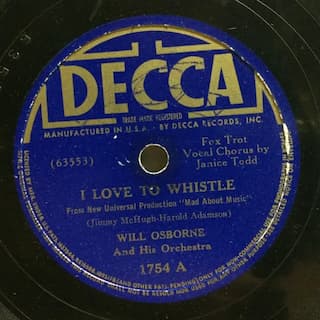 DECCA
TRADE MARK REGISTERED
MANUFACTURED IN U.S.A. BY DECCA RECORDS, INC.
(63553)
Fox Trot
Vocal Chorus by
Janice Todd
I LOVE TO WHISTLE
From New Universal Production "Mad About Music"
(Jimmy McHugh-Harold Adamson)
WILL OSBORNE
And His Orchestra
1754 A